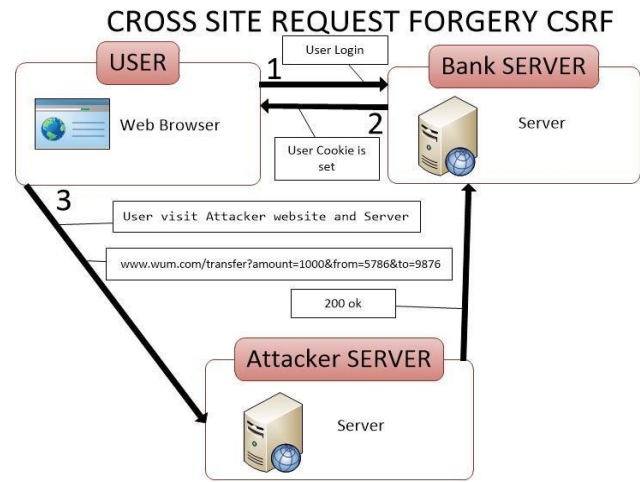 CROSS SITE REQUEST FORGERY CSRF
USER
1
User Login
Bank SERVER
Web Browser
2
Server
User Cookie is
set
3
User visit Attacker website and Server
www.wum.com/transfer?amount=1000&from=5786&to=9876
200 ok
Attacker SERVER
Server